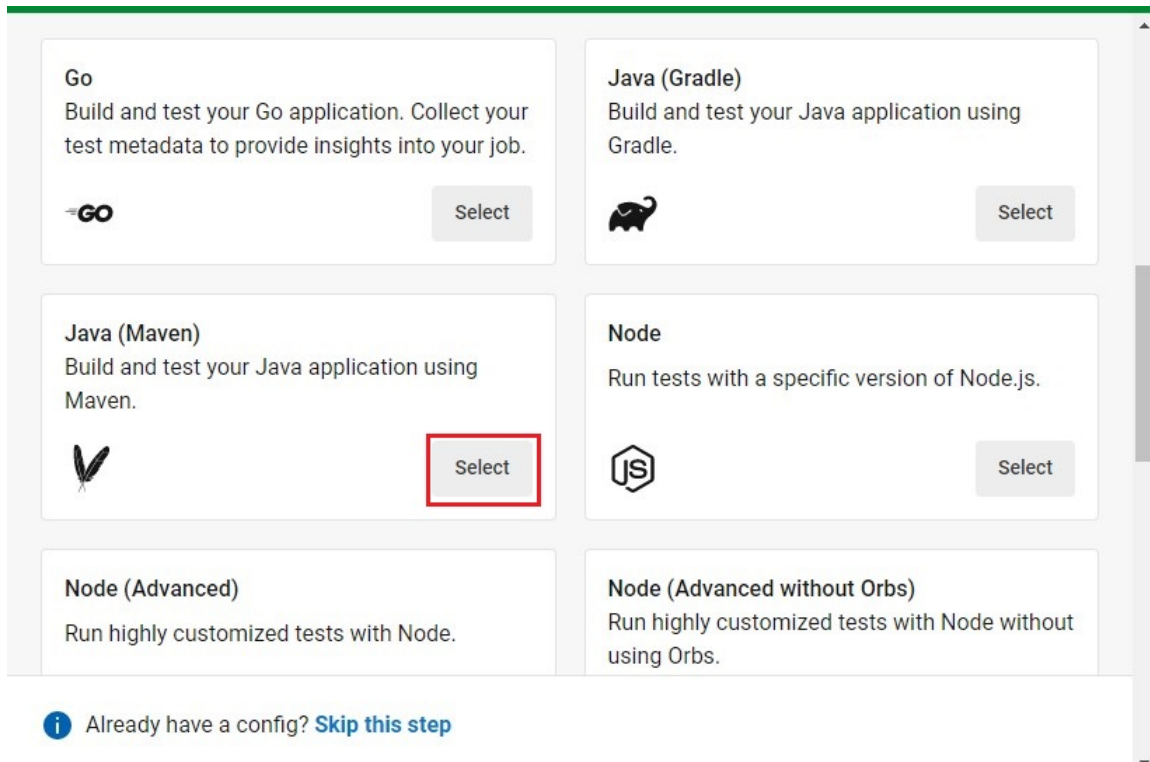 Go
Build and test your Go application. Collect your
test metadata to provide insights into your job.
GO
Select
Java (Gradle)
Build and test your Java application using
Gradle.
Select
Java (Maven)
Build and test your Java application using
Maven.
Select
Node
Run tests with a specific version of Node.js.
JS
Select
Node (Advanced)
Run highly customized tests with Node.
Node (Advanced without Orbs)
Run highly customized tests with Node without
using Orbs.
i
Already have a config? Skip this step